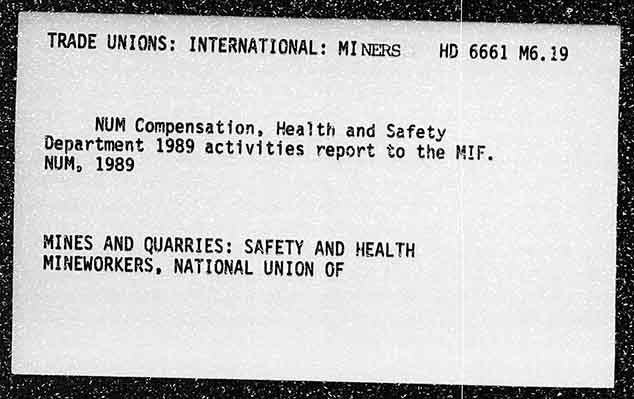 TRADE UNIONS: INTERNATIONAL: MINERS HD 6661 M6.19
NUM Compensation, Health and Safety
Department 1989 activities report to the MIF.
NUM, 1989
MINES AND QUARRIES: SAFETY AND HEALTH
MINEWORKERS, NATIONAL UNION OF